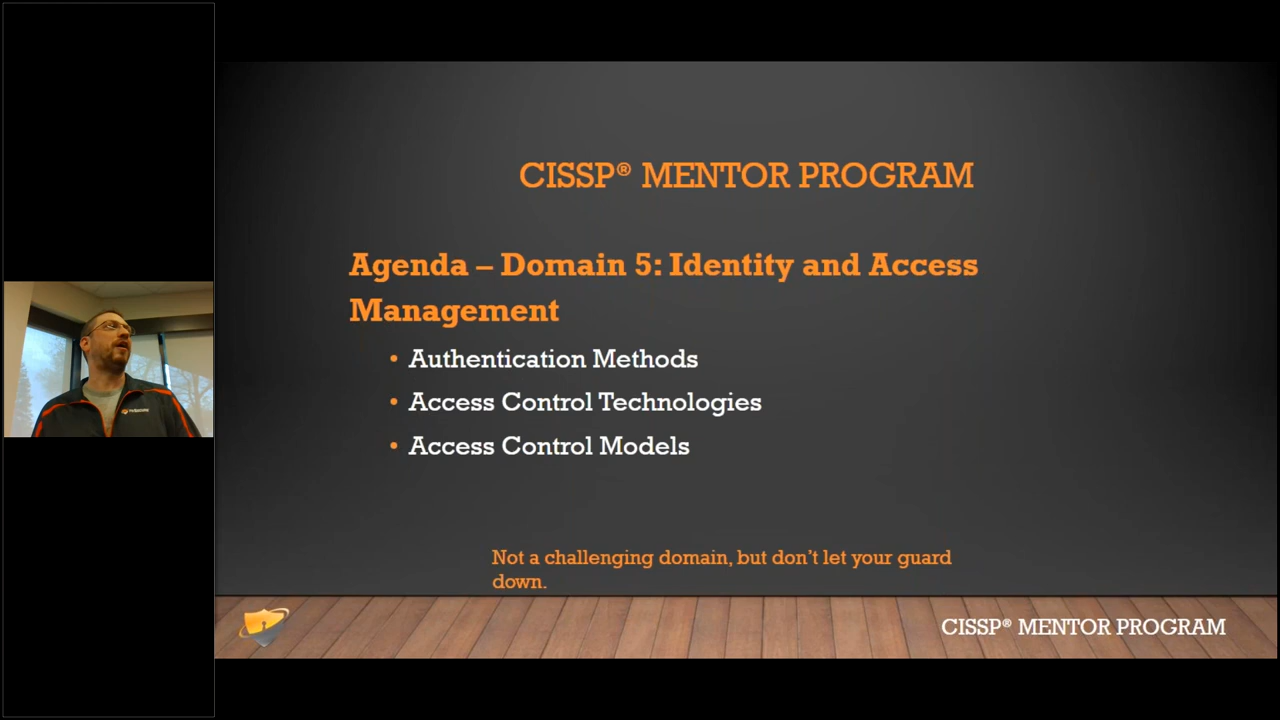 CISSP® MENTOR PROGRAM
Agenda – Domain 5: Identity and Access
Management
• Authentication Methods
• Access Control Technologies
• Access Control Models
Not a challenging domain, but don’t let your guard
down.
CISSP® MENTOR PROGRAM